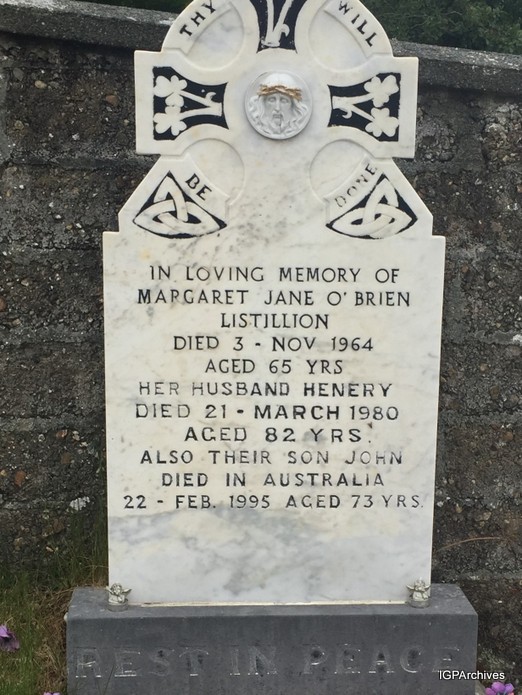 THY WILL
BE DONE
IN LOVING MEMORY OF
MARGARET JANE O'BRIEN
LISTILLION
DIED 3 - NOV 1964
AGED 65 YRS
HER HUSBAND HENERY
DIED 21 - MARCH 1980
AGED 82 YRS.
ALSO THEIR SON JOHN
DIED IN AUSTRALIA
22 - FEB. 1995 AGED 73 YRS.
REST IN PEACE
IGPArchives